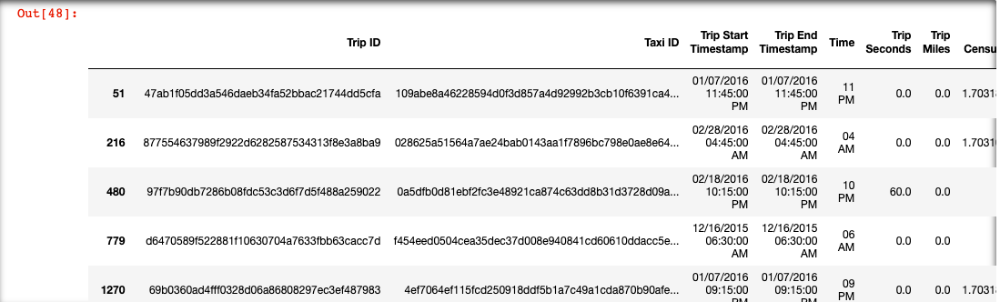 Out[48]:
Trip ID Taxi ID Trip Start Timestamp Trip End Timestamp Time Trip Seconds Trip Miles Censu
51 47ab1f05dd3a546daeb34fa52bbac21744dd5cfa 109abe8a46228594d0f3d857a4d92992b3cb10f6391ca4... 01/07/2016 11:45:00 PM 01/07/2016 11:45:00 PM 11 PM 0.0 0.0 1.7031
216 877554637989f2922d6282587534313f8e3a8ba9 028625a51564a7ae24bab0143aa1f7896bc798e0ae8e64... 02/28/2016 04:45:00 AM 02/28/2016 04:45:00 AM 04 AM 0.0 0.0 1.7031
480 97f7b90db7286b08fdc53c3d6f7d5f488a259022 0a5dfb0d81ebf2fc3e48921ca874c63dd8b31d3728d09a... 02/18/2016 10:15:00 PM 02/18/2016 10:15:00 PM 10 PM 60.0 0.0
779 d6470589f522881f10630704a7633fbb63cacc7d f454eed0504cea35dec37d008e940841cd60610ddacc5e... 12/16/2015 06:30:00 AM 12/16/2015 06:30:00 AM 06 AM 0.0 0.0
1270 69b0360ad4fff0328d06a86808297ec3ef487983 4ef7064ef115fcd250918ddf5b1a7c49a1cda870b90afe... 01/07/2016 09:15:00 PM 01/07/2016 09:15:00 PM 09 PM 0.0 0.0 1.7031